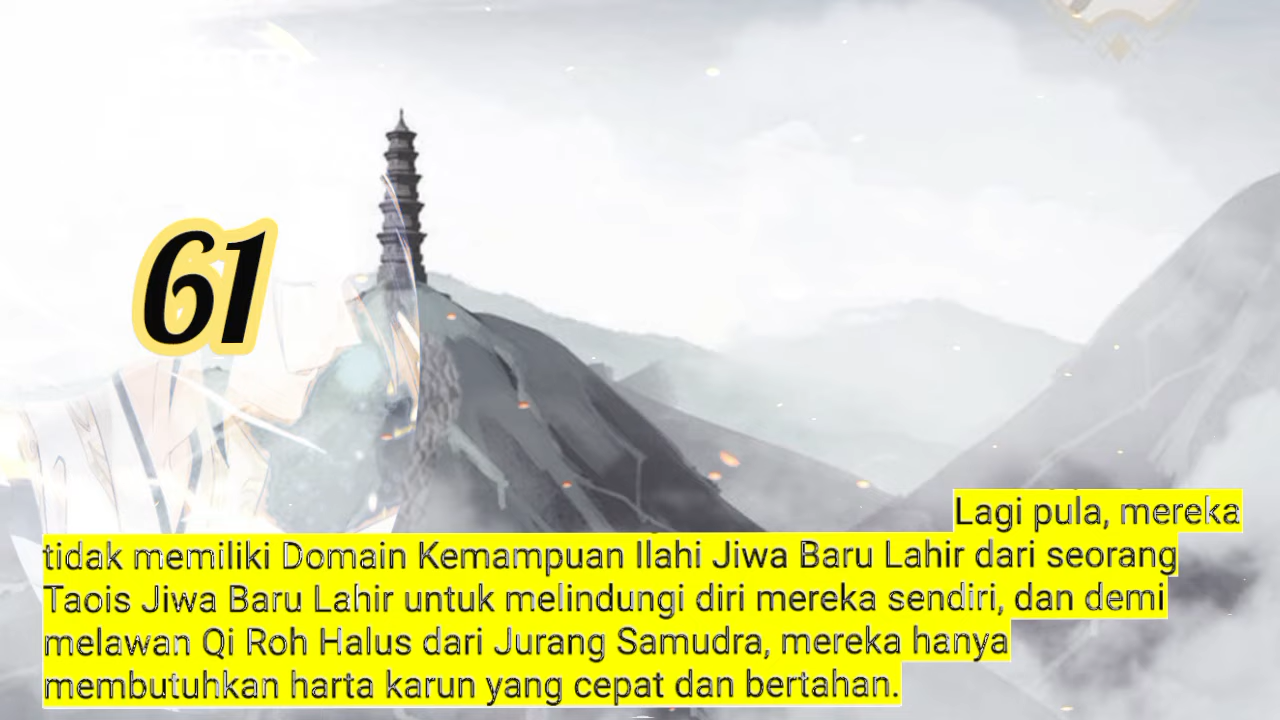 61
Lagi pula, mereka
tidak memiliki Domain Kemampuan Ilahi Jiwa Baru Lahir dari seorang
Taois Jiwa Baru Lahir untuk melindungi diri mereka sendiri, dan demi
melawan Qi Roh Halus dari Jurang Samudra, mereka hanya
membutuhkan harta karun yang cepat dan bertahan.